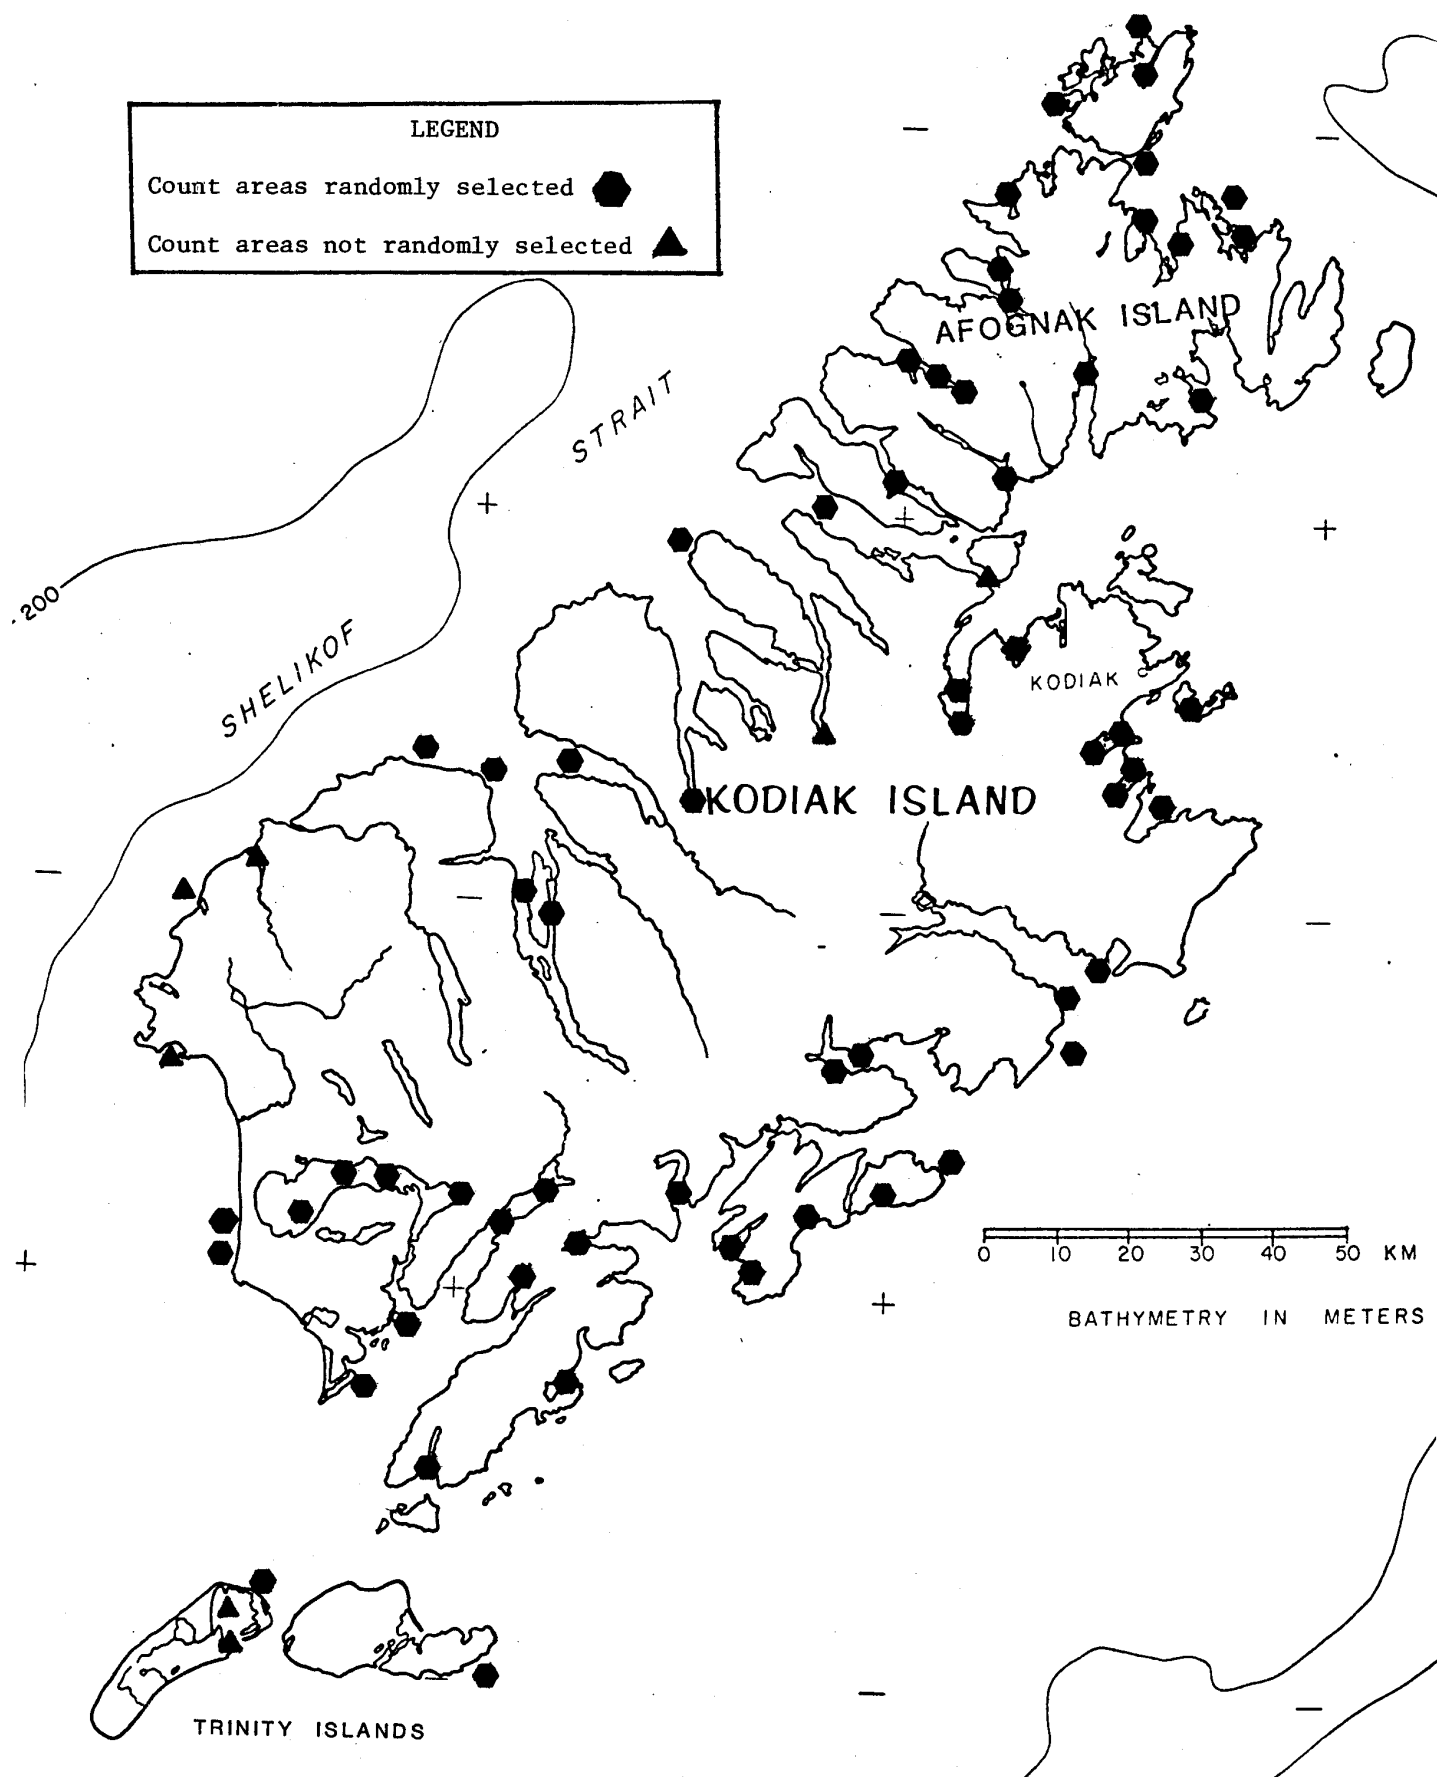 LEGEND
Count areas randomly selected
Count areas not randomly selected
AFOGNAK ISLAND
STRAIT
200
SHELIKOF
KODIAK
KODIAK ISLAND
0 10 20 30 40 50 KM
BATHYMETRY IN METERS
TRINITY ISLANDS